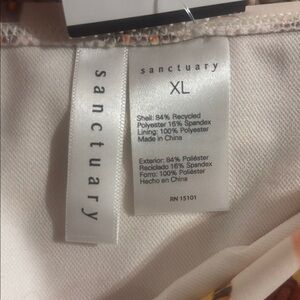 sanctuary
sanctuary
XL
Shell: 84% Recycled
Polyester 16% Spandex
Lining: 100% Polyester
Made in China
Exterior: 84% Poliéster
Reciclado 16% Spandex
Forro: 100% Poliéster
Hecho en China
RN 15101